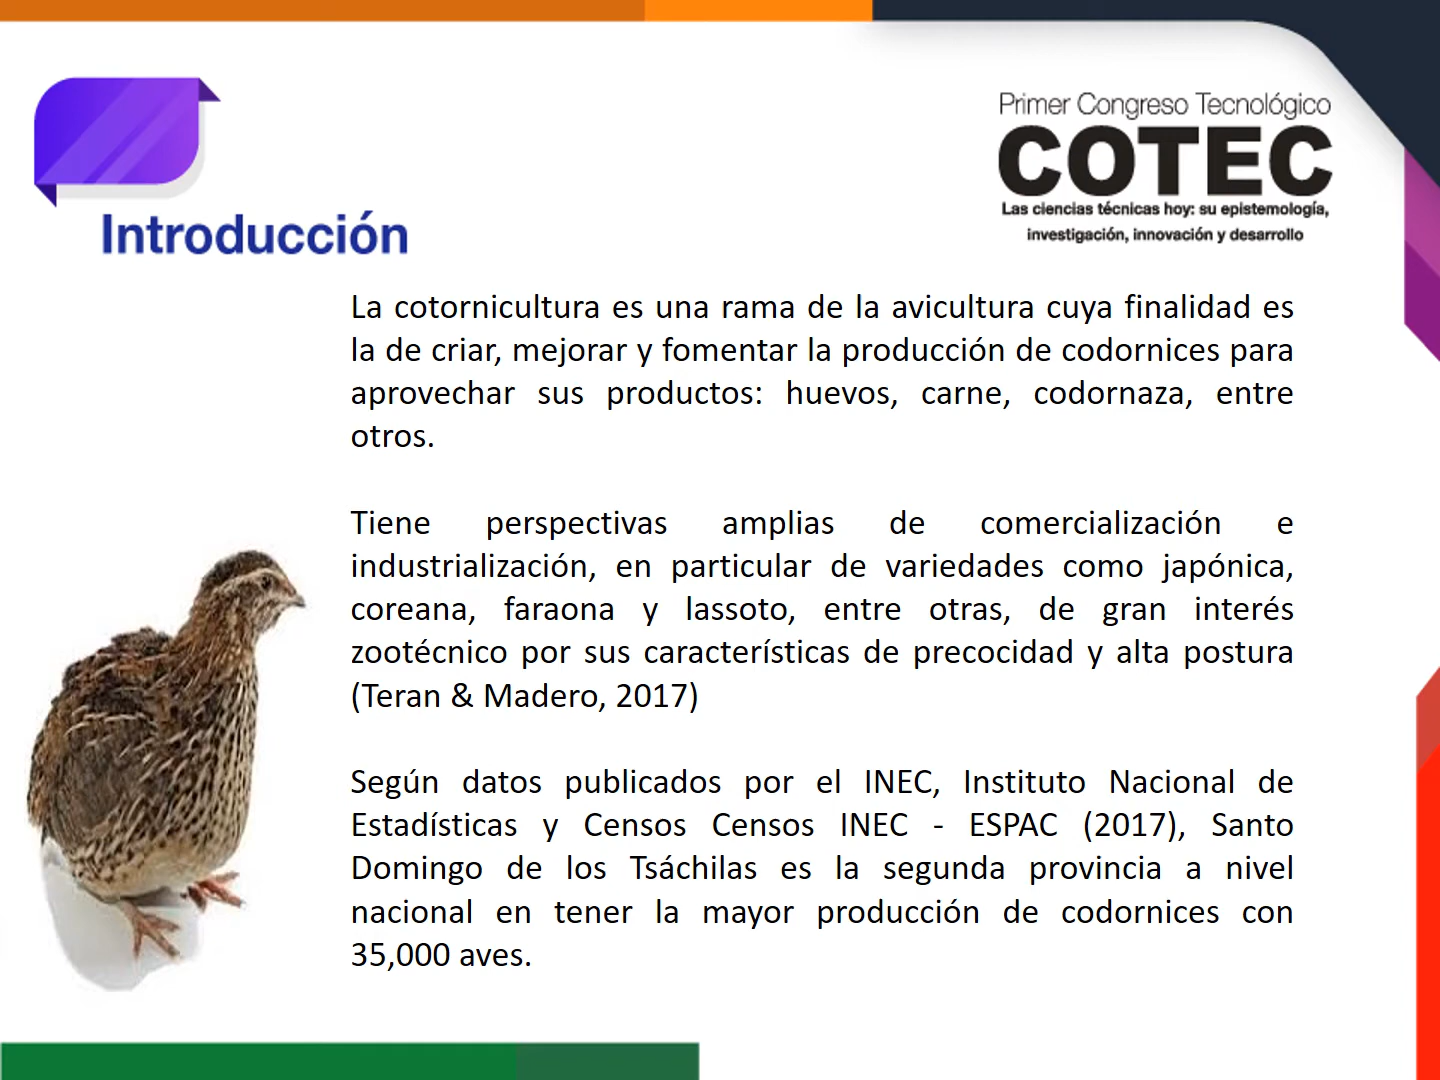 Primer Congreso Tecnológico
COTEC
Las ciencias técnicas hoy: su epistemología,
investigación, innovación y desarrollo
Introducción
La cotornicultura es una rama de la avicultura cuya finalidad es
la de criar, mejorar y fomentar la producción de codornices para
aprovechar sus productos: huevos, carne, codornaza, entre
otros.
Tiene perspectivas amplias de comercialización e
industrialización, en particular de variedades como japónica,
coreana, faraona y lassoto, entre otras, de gran interés
zootécnico por sus características de precocidad y alta postura
(Teran & Madero, 2017)
Según datos publicados por el INEC, Instituto Nacional de
Estadísticas y Censos Censos INEC - ESPAC (2017), Santo
Domingo de los Tsáchilas es la segunda provincia a nivel
nacional en tener la mayor producción de codornices con
35,000 aves.